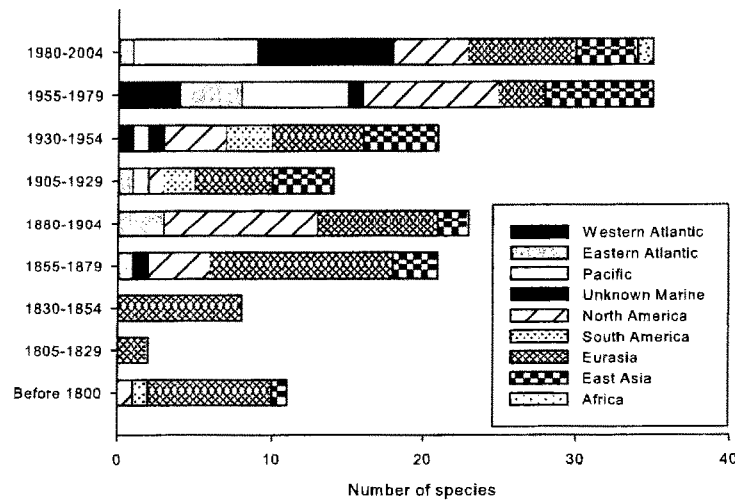 1980-2004
1955-1979
1930-1954
1905-1929
1880-1904
1855-1879
1830-1854
1805-1829
Before 1800
Western Atlantic
Eastern Atlantic
Pacific
Unknown Marine
North America
South America
Eurasia
East Asia
Africa
0 10 20 30 40
Number of species